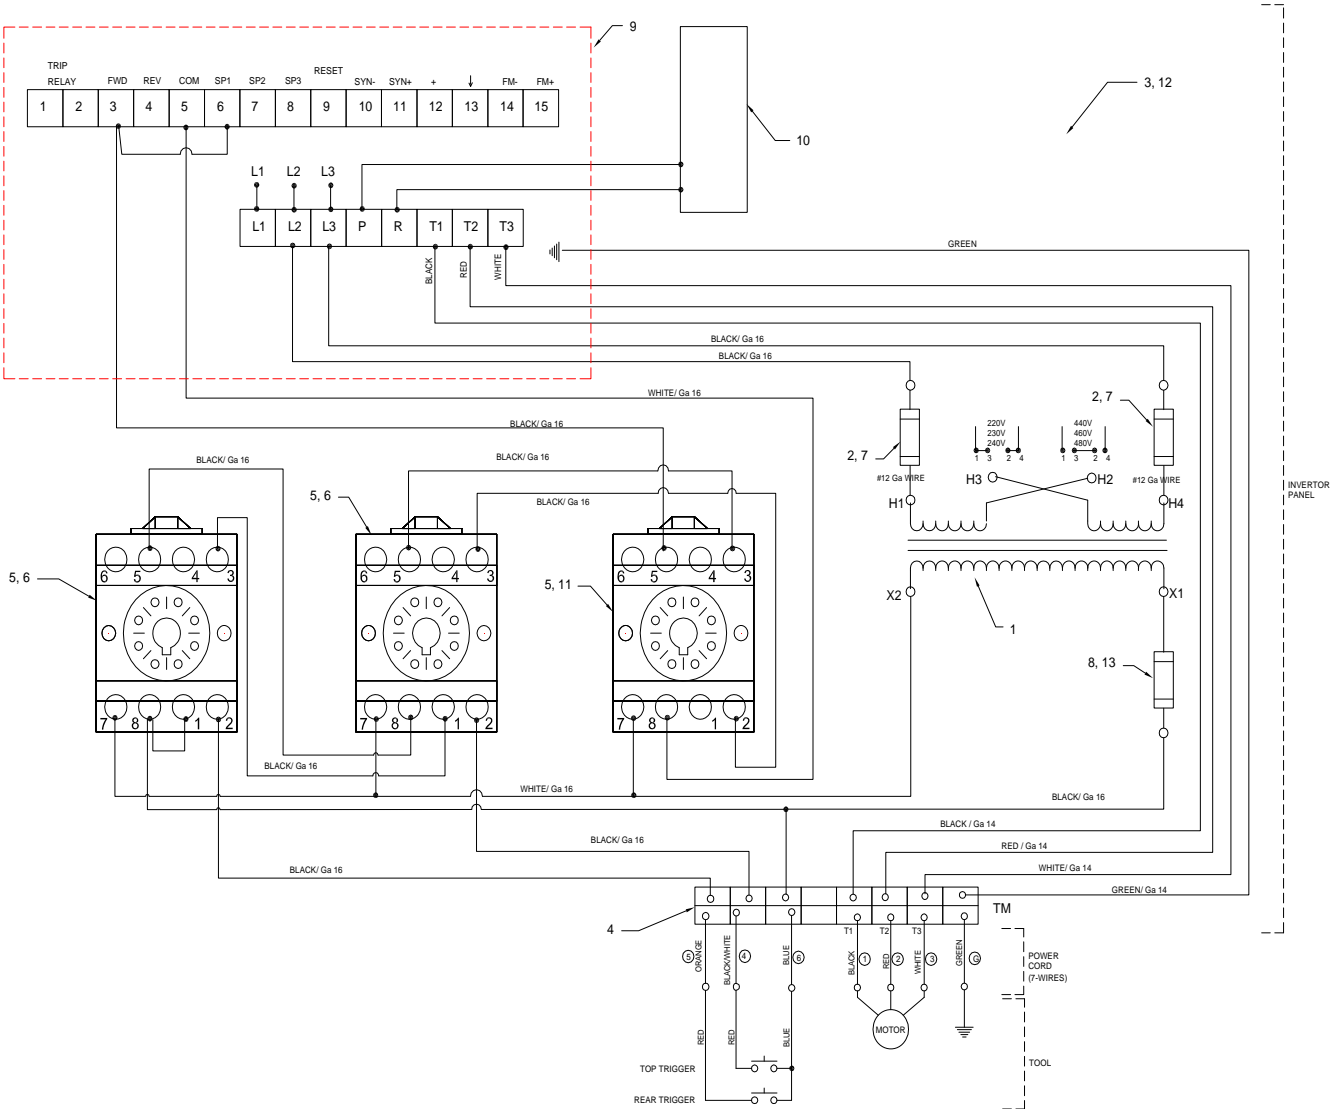 9
TRIP
RELAY
FWD REV COM SP1 SP2 SP3 RESET SYN- SYN+ + ↓ FM- FM+
1 2 3 4 5 6 7 8 9 10 11 12 13 14 15
3, 12
10
L1 L2 L3
L1 L2 L3 P R T1 T2 T3
BLACK
RED
WHITE
GREEN
BLACK/ Ga 16
BLACK/ Ga 16
WHITE/ Ga 16
BLACK/ Ga 16
BLACK/ Ga 16
BLACK/ Ga 16
BLACK/ Ga 16
2, 7
2, 7
220V
230V
240V
1 3 2 4
440V
460V
480V
1 3 2 4
#12 Ga WIRE
#12 Ga WIRE
H1
H3
H2
H4
INVERTOR
PANEL
5, 6
5, 6
5, 11
6 5 4 3
6 5 4 3
6 5 4 3
X2
X1
1
8, 13
7 8 1 2
7 8 1 2
7 8 1 2
BLACK/ Ga 16
WHITE/ Ga 16
BLACK/ Ga 16
BLACK / Ga 14
BLACK/ Ga 16
RED / Ga 14
BLACK/ Ga 16
WHITE/ Ga 14
GREEN/ Ga 14
4
TM
T1 T2 T3
5 ORANGE
BLACK/WHITE 4
BLUE 6
BLACK 1
RED 2
WHITE 3
GREEN G
POWER
CORD
(7-WIRES)
RED
RED
BLUE
MOTOR
TOOL
TOP TRIGGER
REAR TRIGGER